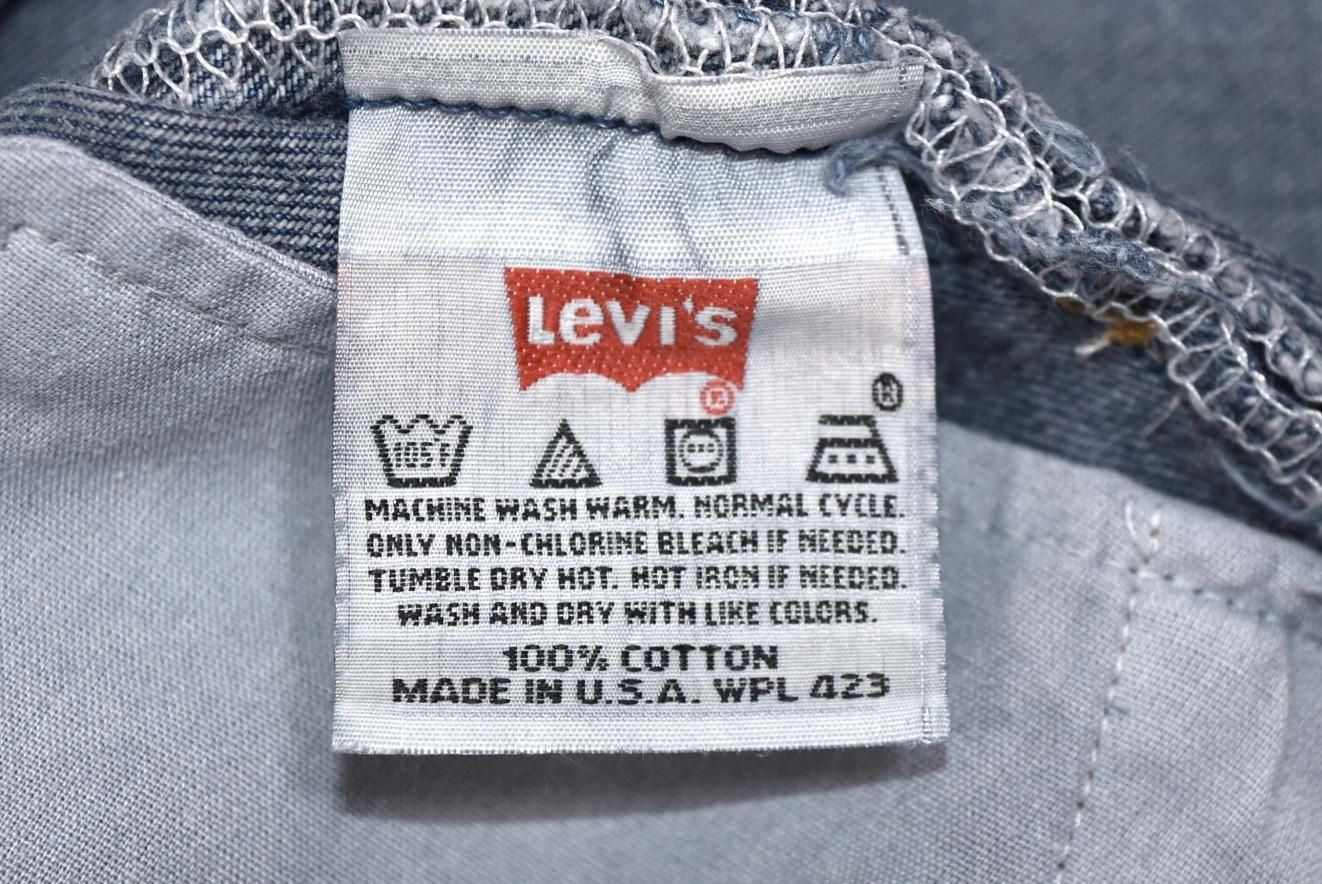 Levi's
®
®
105F
MACHINE WASH WARM. NORMAL CYCLE.
ONLY NON-CHLORINE BLEACH IF NEEDED.
TUMBLE DRY HOT. HOT IRON IF NEEDED.
WASH AND DRY WITH LIKE COLORS.
100% COTTON
MADE IN U.S.A. WPL 423